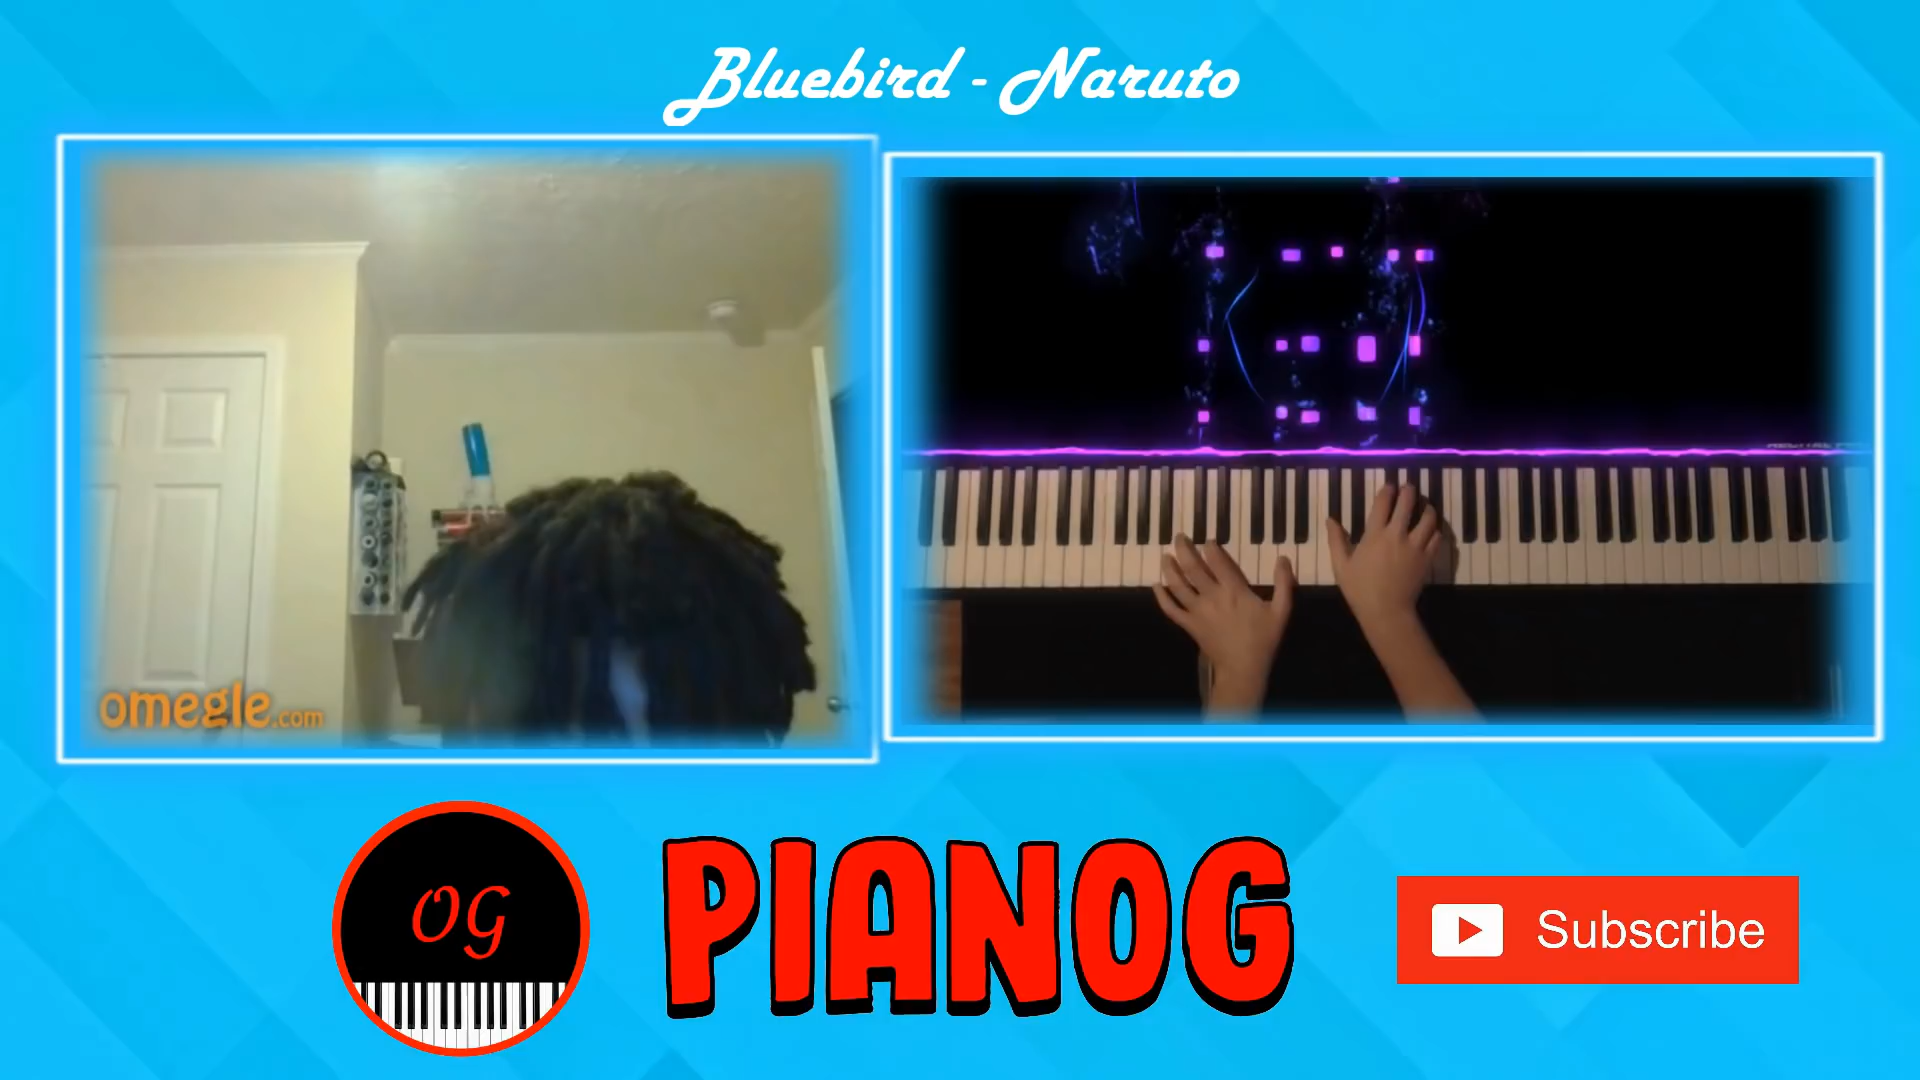 Bluebird - Naruto
omegle.com
OG
PIANOG
Subscribe